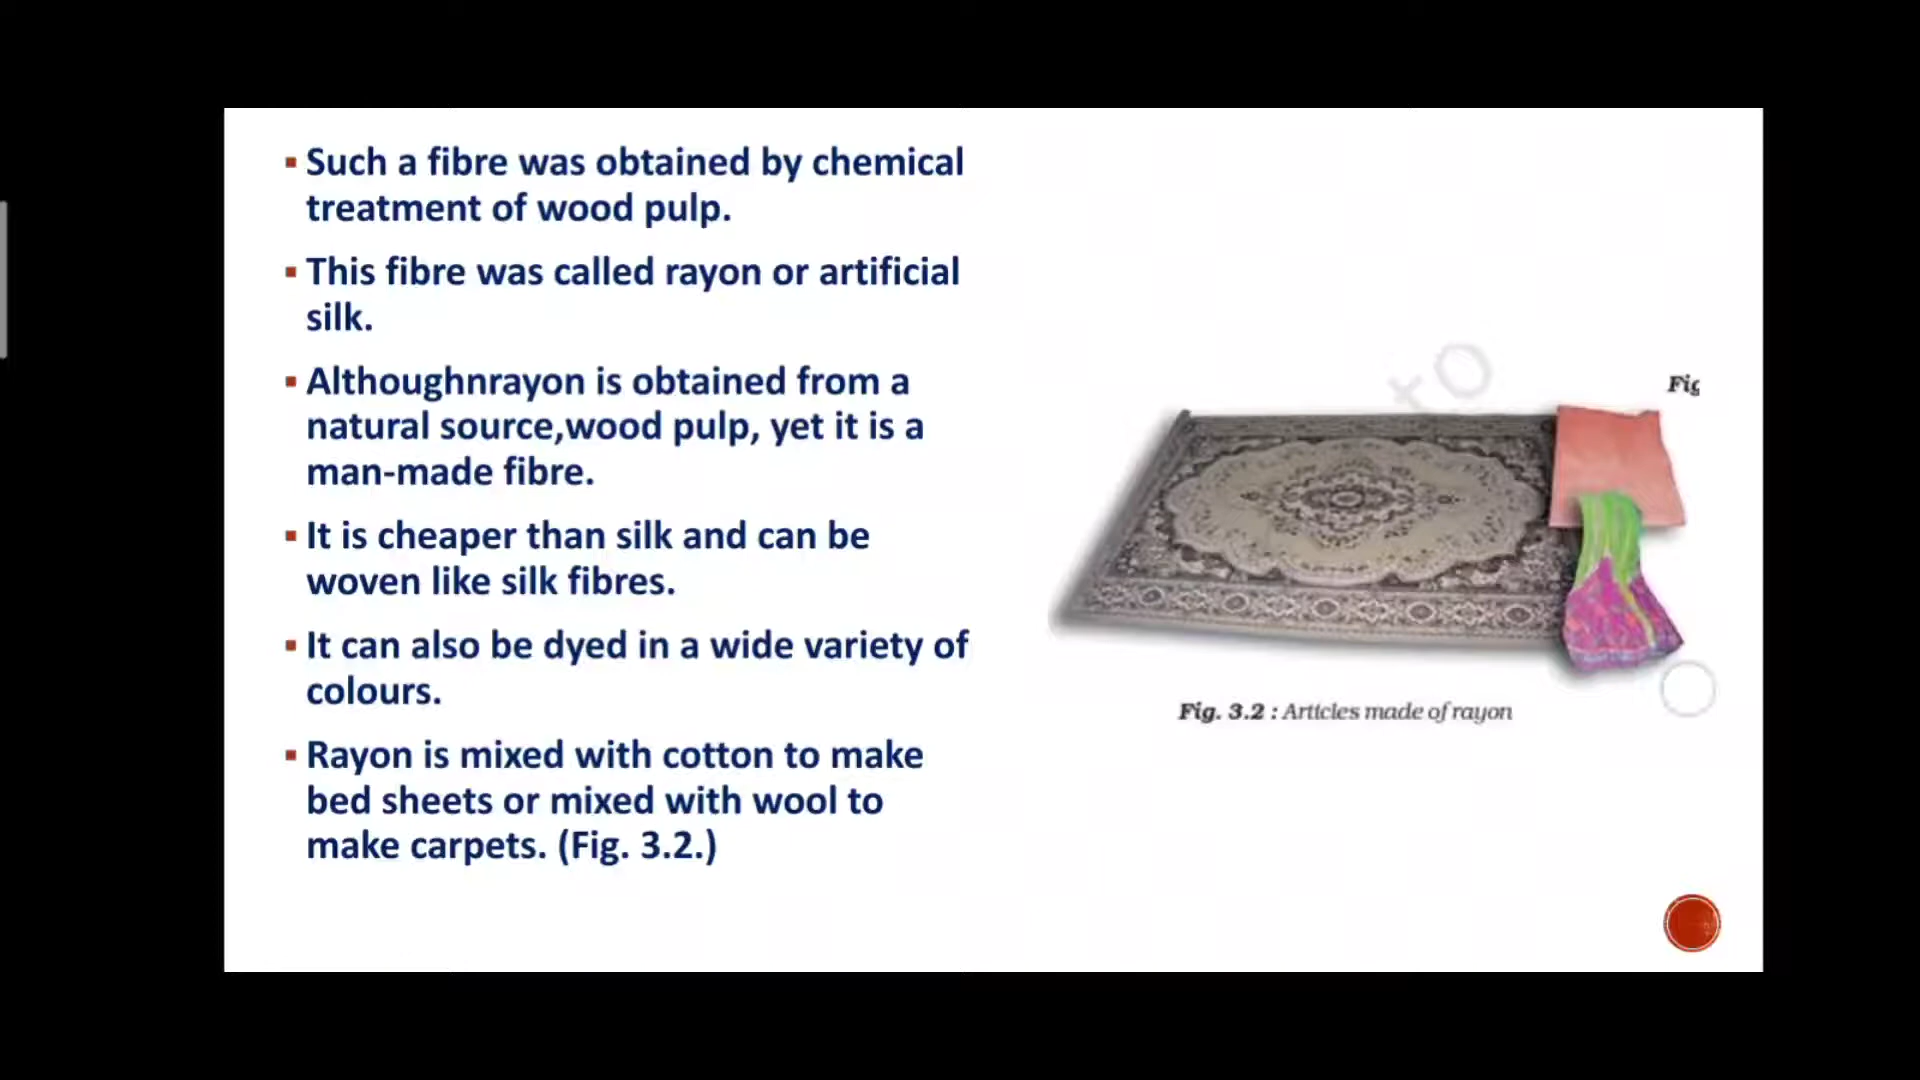 ▪ Such a fibre was obtained by chemical
treatment of wood pulp.
▪ This fibre was called rayon or artificial
silk.
▪ Althoughnrayon is obtained from a
natural source,wood pulp, yet it is a
man-made fibre.
▪ It is cheaper than silk and can be
woven like silk fibres.
▪ It can also be dyed in a wide variety of
colours.
▪ Rayon is mixed with cotton to make
bed sheets or mixed with wool to
make carpets. (Fig. 3.2.)
to
Fig
Fig. 3.2 : Articles made of rayon